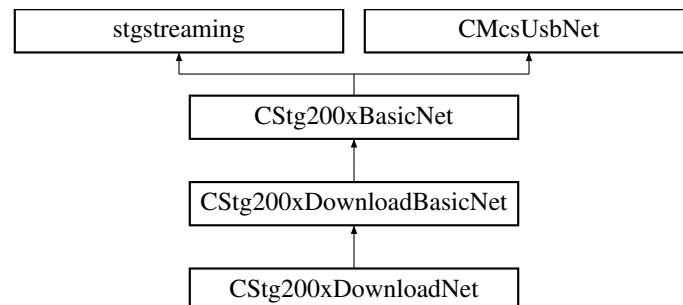 stgstreaming
CMcsUsbNet
CStg200xBasicNet
CStg200xDownloadBasicNet
CStg200xDownloadNet